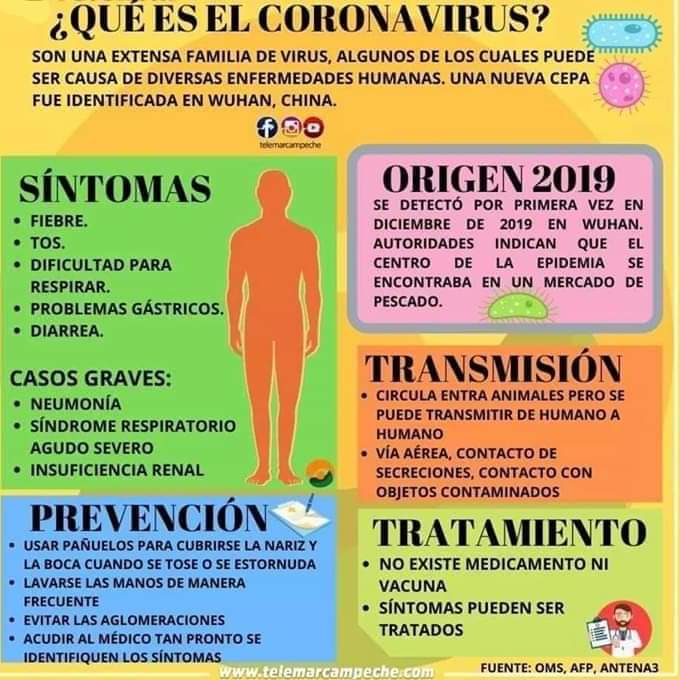 ¿QUÉ ES EL CORONAVIRUS?
SON UNA EXTENSA FAMILIA DE VIRUS, ALGUNOS DE LOS CUALES PUEDE
SER CAUSA DE DIVERSAS ENFERMEDADES HUMANAS. UNA NUEVA CEPA
FUE IDENTIFICADA EN WUHAN, CHINA.
telemarcampeche
SÍNTOMAS
• FIEBRE.
• TOS.
• DIFICULTAD PARA
RESPIRAR.
• PROBLEMAS GÁSTRICOS.
• DIARREA.
CASOS GRAVES:
• NEUMONÍA
• SÍNDROME RESPIRATORIO
AGUDO SEVERO
• INSUFICIENCIA RENAL
ORIGEN 2019
SE DETECTÓ POR PRIMERA VEZ EN
DICIEMBRE DE 2019 EN WUHAN.
AUTORIDADES INDICAN QUE EL
CENTRO DE LA EPIDEMIA SE
ENCONTRABA EN UN MERCADO DE
PESCADO.
TRANSMISIÓN
• CIRCULA ENTRA ANIMALES PERO SE
PUEDE TRANSMITIR DE HUMANO A
HUMANO
• VÍA AÉREA, CONTACTO DE
SECRECIONES, CONTACTO CON
OBJETOS CONTAMINADOS
PREVENCIÓN
• USAR PAÑUELOS PARA CUBRIRSE LA NARIZ Y
LA BOCA CUANDO SE TOSE O SE ESTORNUDA
• LAVARSE LAS MANOS DE MANERA
FRECUENTE
• EVITAR LAS AGLOMERACIONES
• ACUDIR AL MÉDICO TAN PRONTO SE
IDENTIFIQUEN LOS SÍNTOMAS
TRATAMIENTO
• NO EXISTE MEDICAMENTO NI
VACUNA
• SÍNTOMAS PUEDEN SER
TRATADOS
www.telemarcampeche.com
FUENTE: OMS, AFP, ANTENA3